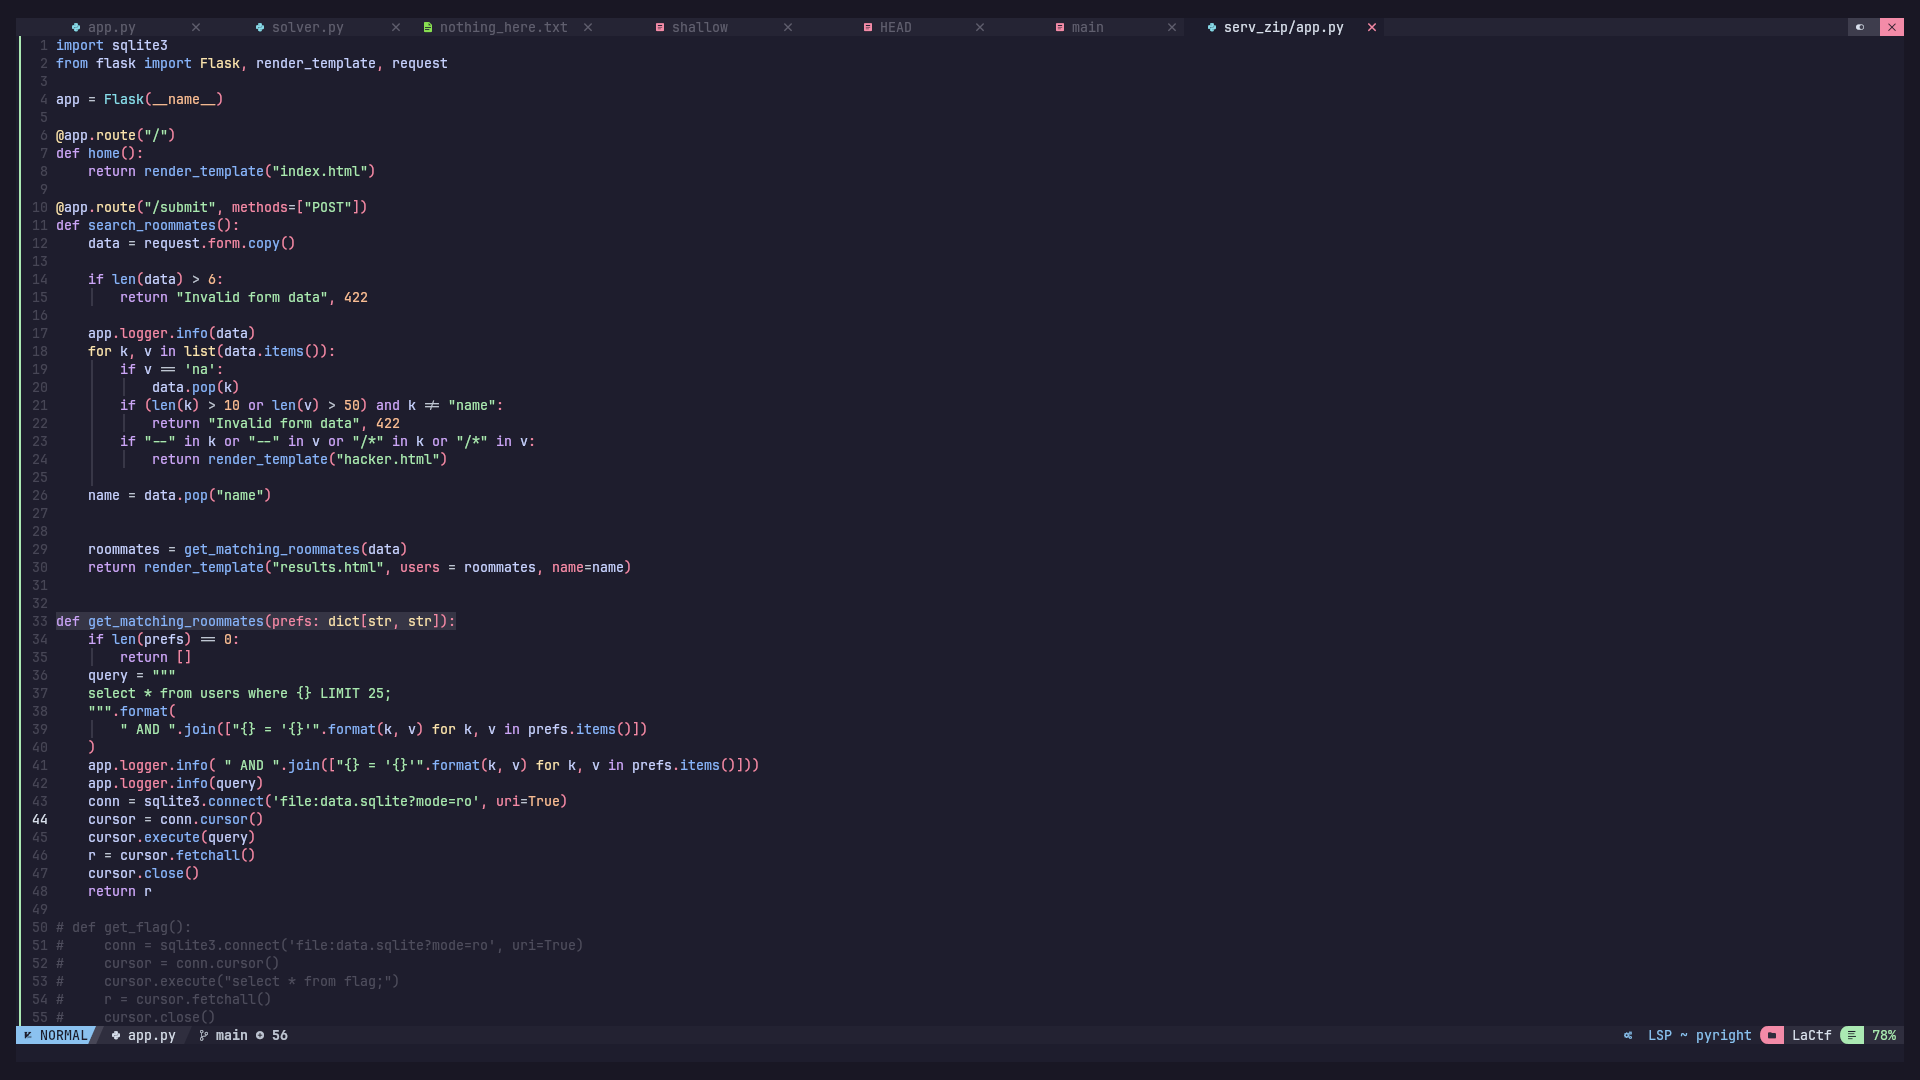 app.py × solver.py × nothing_here.txt × shallow × HEAD × main × serv_zip/app.py ×
1 import sqlite3
2 from flask import Flask, render_template, request
3
4 app = Flask(__name__)
5
6 @app.route("/")
7 def home():
8     return render_template("index.html")
9
10 @app.route("/submit", methods=["POST"])
11 def search_roommates():
12     data = request.form.copy()
13
14     if len(data) > 6:
15         return "Invalid form data", 422
16
17     app.logger.info(data)
18     for k, v in list(data.items()):
19         if v == 'na':
20             data.pop(k)
21         if (len(k) > 10 or len(v) > 50) and k != "name":
22             return "Invalid form data", 422
23         if "--" in k or "--" in v or "/*" in k or "/*" in v:
24             return render_template("hacker.html")
25
26     name = data.pop("name")
27
28
29     roommates = get_matching_roommates(data)
30     return render_template("results.html", users = roommates, name=name)
31
32
33 def get_matching_roommates(prefs: dict[str, str]):
34     if len(prefs) == 0:
35         return []
36     query = """
37     select * from users where {} LIMIT 25;
38     """.format(
39         " AND ".join(["{} = '{}'".format(k, v) for k, v in prefs.items()])
40     )
41     app.logger.info( " AND ".join(["{} = '{}'".format(k, v) for k, v in prefs.items()]))
42     app.logger.info(query)
43     conn = sqlite3.connect('file:data.sqlite?mode=ro', uri=True)
44     cursor = conn.cursor()
45     cursor.execute(query)
46     r = cursor.fetchall()
47     cursor.close()
48     return r
49
50 # def get_flag():
51 #     conn = sqlite3.connect('file:data.sqlite?mode=ro', uri=True)
52 #     cursor = conn.cursor()
53 #     cursor.execute("select * from flag;")
54 #     r = cursor.fetchall()
55 #     cursor.close()
NORMAL app.py main 56 LSP ~ pyright LaCtf 78%